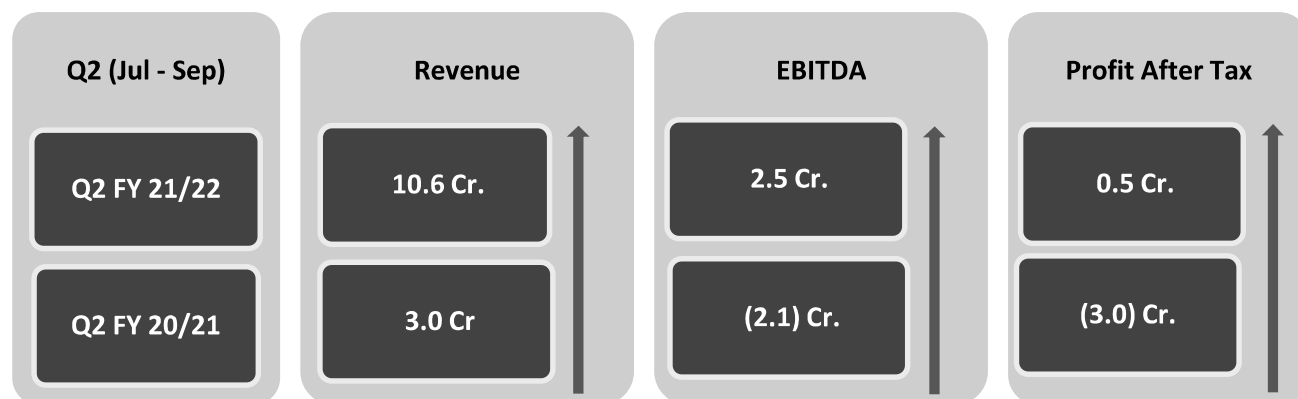 Q2 (Jul - Sep)
Revenue
EBITDA
Profit After Tax
Q2 FY 21/22
10.6 Cr.
2.5 Cr.
0.5 Cr.
Q2 FY 20/21
3.0 Cr
(2.1) Cr.
(3.0) Cr.